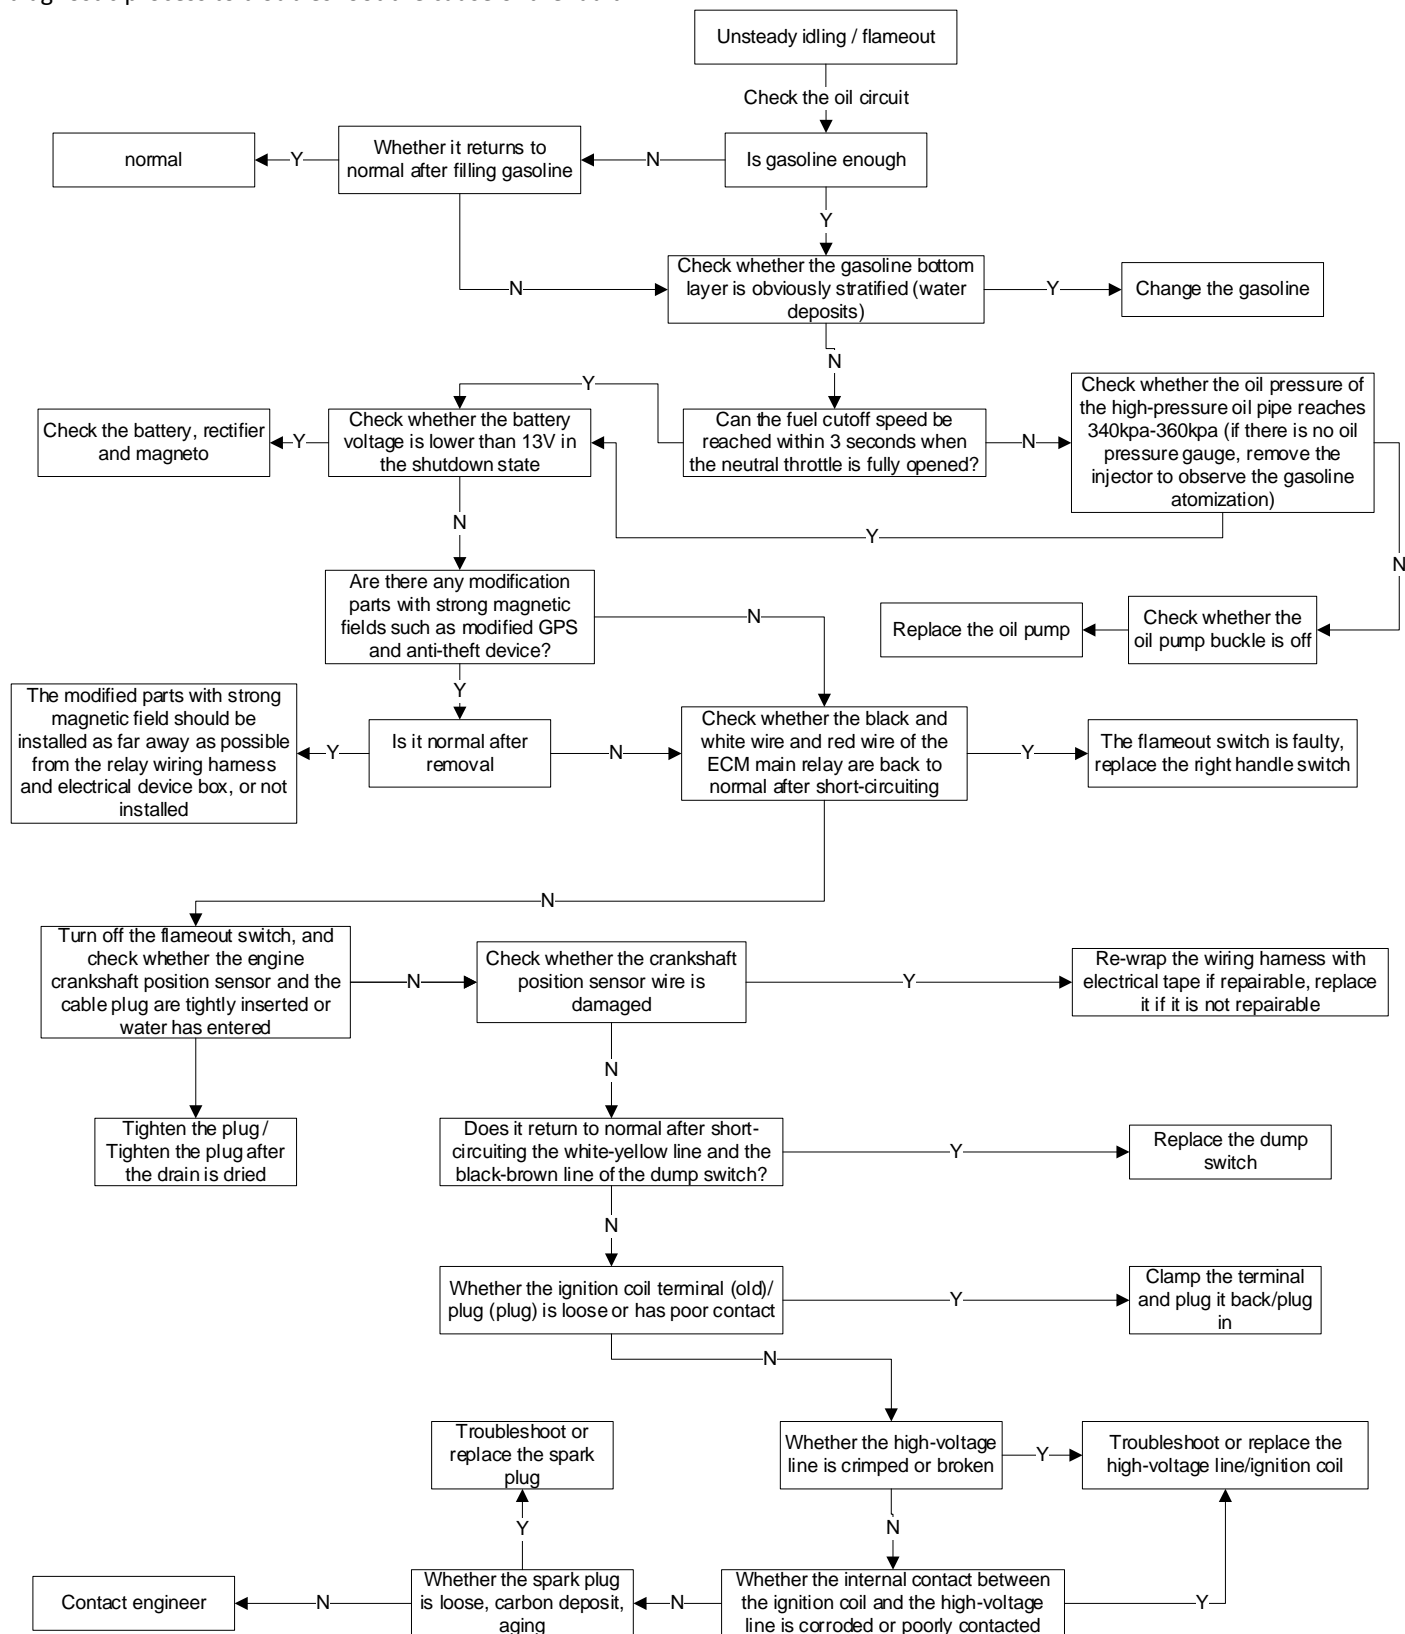 Unsteady idling / flameout
Check the oil circuit
Whether it returns to
normal after filling gasoline
normal
Y
N
Is gasoline enough
Y
Check whether the gasoline bottom
layer is obviously stratified (water
deposits)
N
Y
Change the gasoline
N
Y
Check the battery, rectifier
and magneto
Y
Check whether the battery
voltage is lower than 13V in
the shutdown state
Can the fuel cutoff speed be
reached within 3 seconds when
the neutral throttle is fully opened?
N
Check whether the oil pressure of
the high-pressure oil pipe reaches
340kpa-360kpa (if there is no oil
pressure gauge, remove the
injector to observe the gasoline
atomization)
N
Y
N
Are there any modification
parts with strong magnetic
fields such as modified GPS
and anti-theft device?
N
Replace the oil pump
Check whether the
oil pump buckle is off
Y
The modified parts with strong
magnetic field should be
installed as far away as possible
from the relay wiring harness
and electrical device box, or not
installed
Y
Is it normal after
removal
N
Check whether the black and
white wire and red wire of the
ECM main relay are back to
normal after short-circuiting
Y
The flameout switch is faulty,
replace the right handle switch
N
Turn off the flameout switch, and
check whether the engine
crankshaft position sensor and the
cable plug are tightly inserted or
water has entered
N
Check whether the crankshaft
position sensor wire is
damaged
Y
Re-wrap the wiring harness with
electrical tape if repairable, replace
it if it is not repairable
N
Tighten the plug/
Tighten the plug after
the drain is dried
Does it return to normal after short-
circuiting the white-yellow line and the
black-brown line of the dump switch?
Y
Replace the dump
switch
N
Whether the ignition coil terminal (old)/
plug (plug) is loose or has poor contact
Y
Clamp the terminal
and plug it back/plug
in
N
Troubleshoot or
replace the spark
plug
Whether the high-voltage
line is crimped or broken
Y
Troubleshoot or replace the
high-voltage line/ignition coil
Y
N
Contact engineer
N
Whether the spark plug
is loose, carbon deposit,
aging
N
Whether the internal contact between
the ignition coil and the high-voltage
line is corroded or poorly contacted
Y